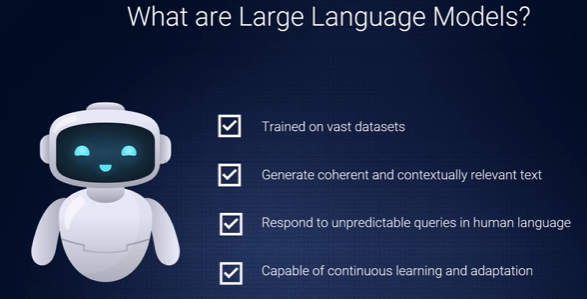 What are Large Language Models?
Trained on vast datasets
Generate coherent and contextually relevant text
Respond to unpredictable queries in human language
Capable of continuous learning and adaptation